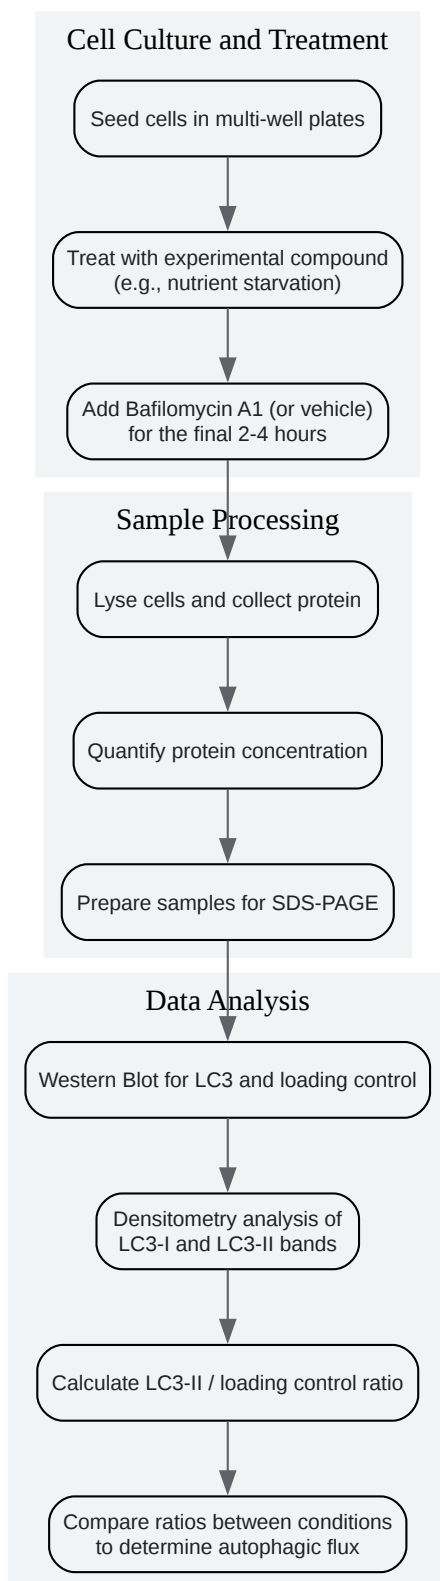 Cell Culture and Treatment
Seed cells in multi-well plates
Treat with experimental compound
(e.g., nutrient starvation)
Add Bafilomycin A1 (or vehicle)
for the final 2-4 hours
Sample Processing
Lyse cells and collect protein
Quantify protein concentration
Prepare samples for SDS-PAGE
Data Analysis
Western Blot for LC3 and loading control
Densitometry analysis of
LC3-I and LC3-II bands
Calculate LC3-II / loading control ratio
Compare ratios between conditions
to determine autophagic flux